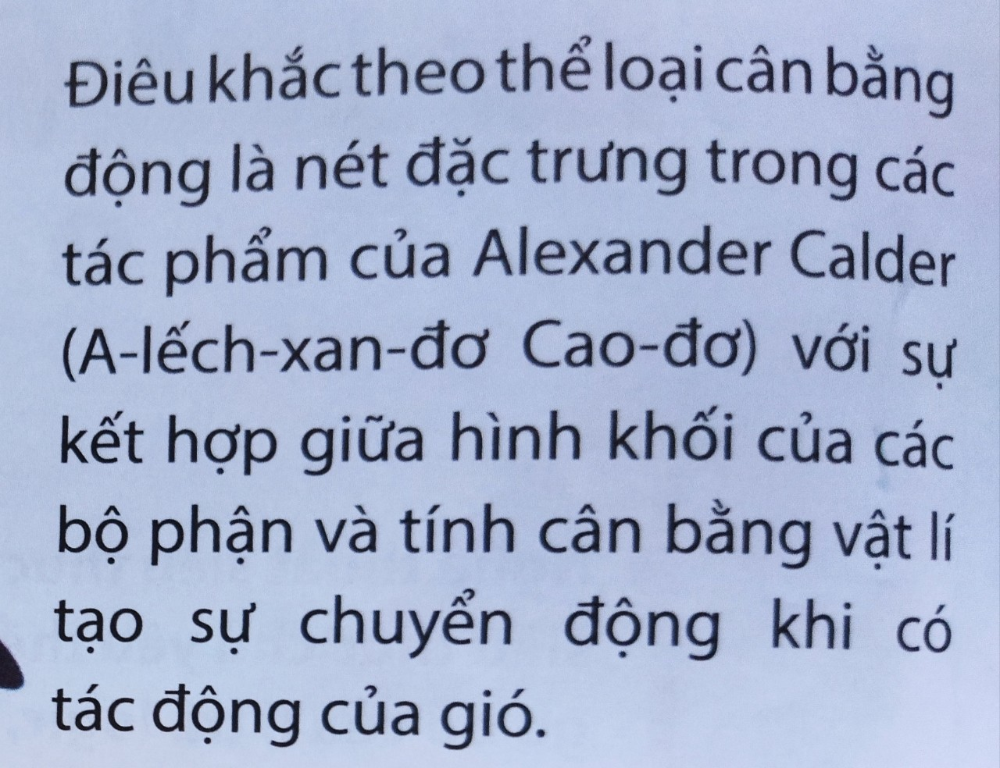 Điêu khắc theo thể loại cân bằng
động là nét đặc trưng trong các
tác phẩm của Alexander Calder
(A-lếch-xan-đơ Cao-đơ) với sự
kết hợp giữa hình khối của các
bộ phận và tính cân bằng vật lí
tạo sự chuyển động khi có
tác động của gió.